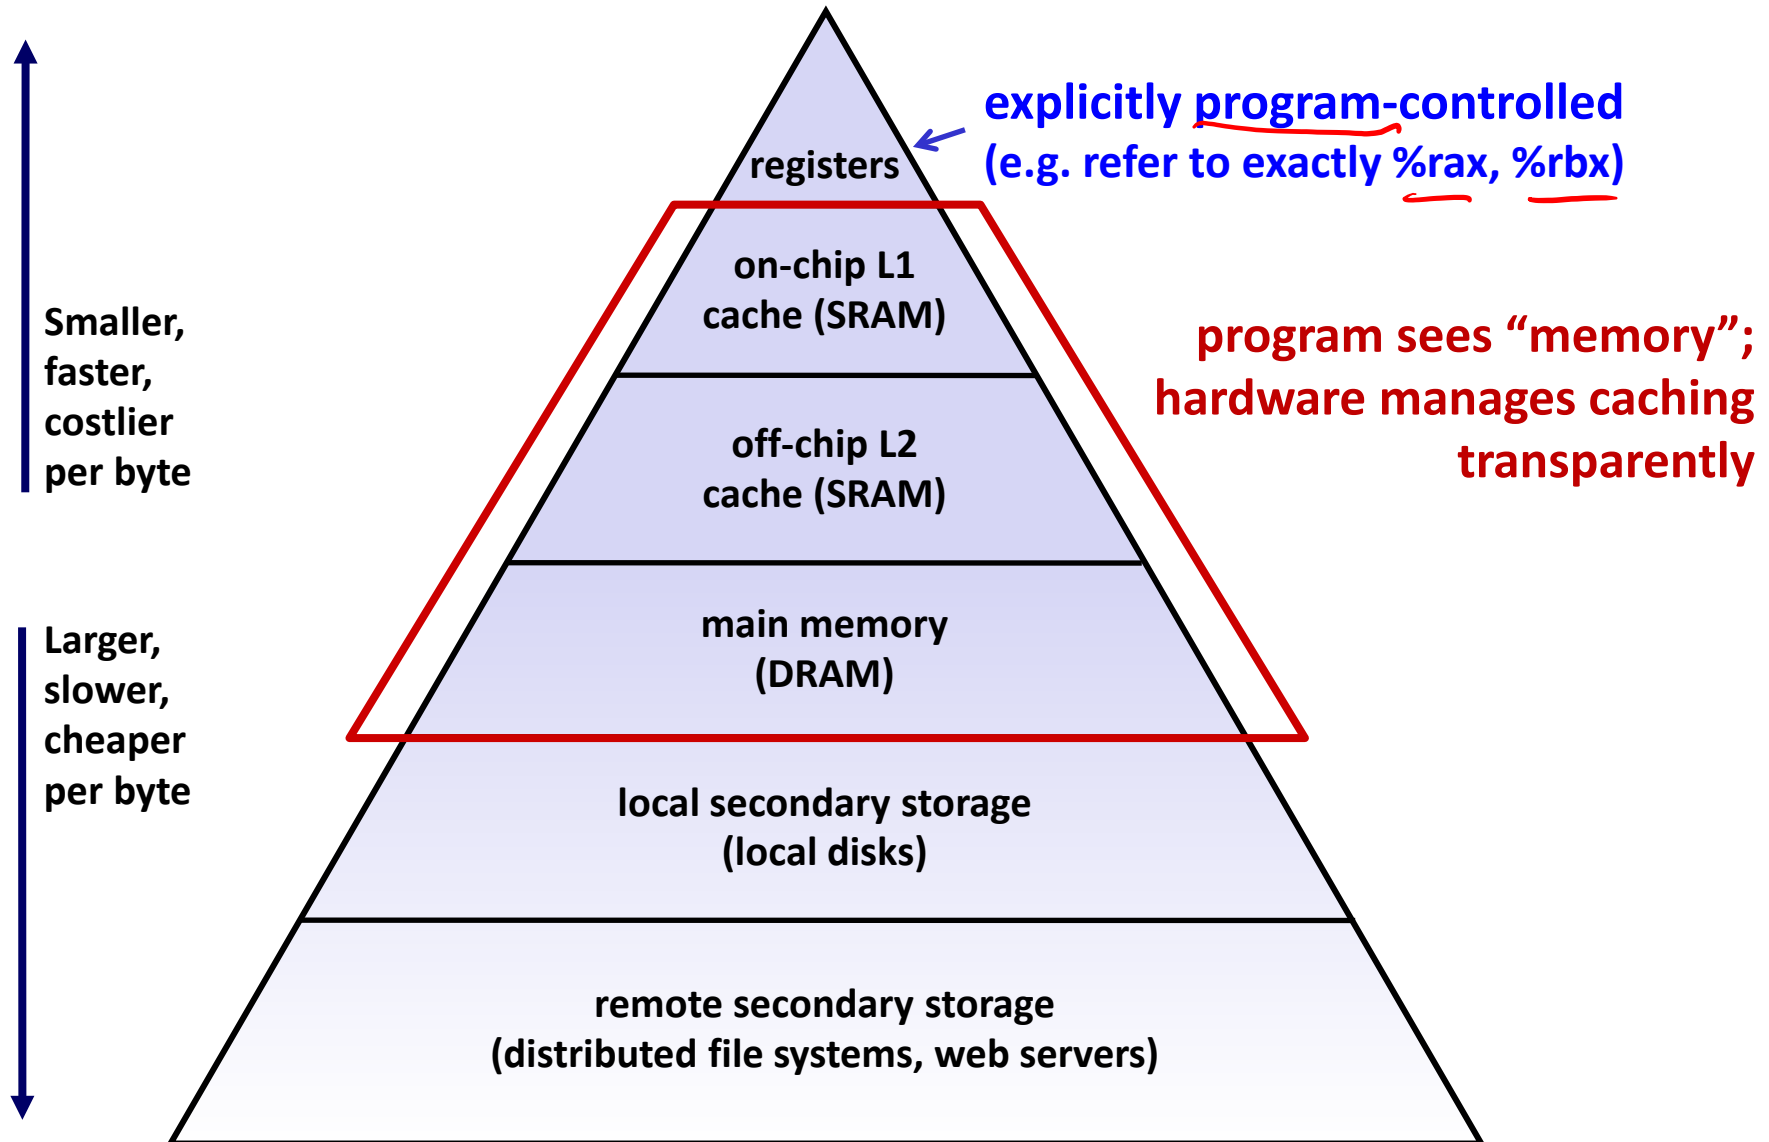 explicitly program-controlled
(e.g. refer to exactly %rax, %rbx)
registers
on-chip L1
cache (SRAM)
Smaller,
faster,
costlier
per byte
program sees “memory”;
hardware manages caching
transparently
off-chip L2
cache (SRAM)
main memory
(DRAM)
Larger,
slower,
cheaper
per byte
local secondary storage
(local disks)
remote secondary storage
(distributed file systems, web servers)